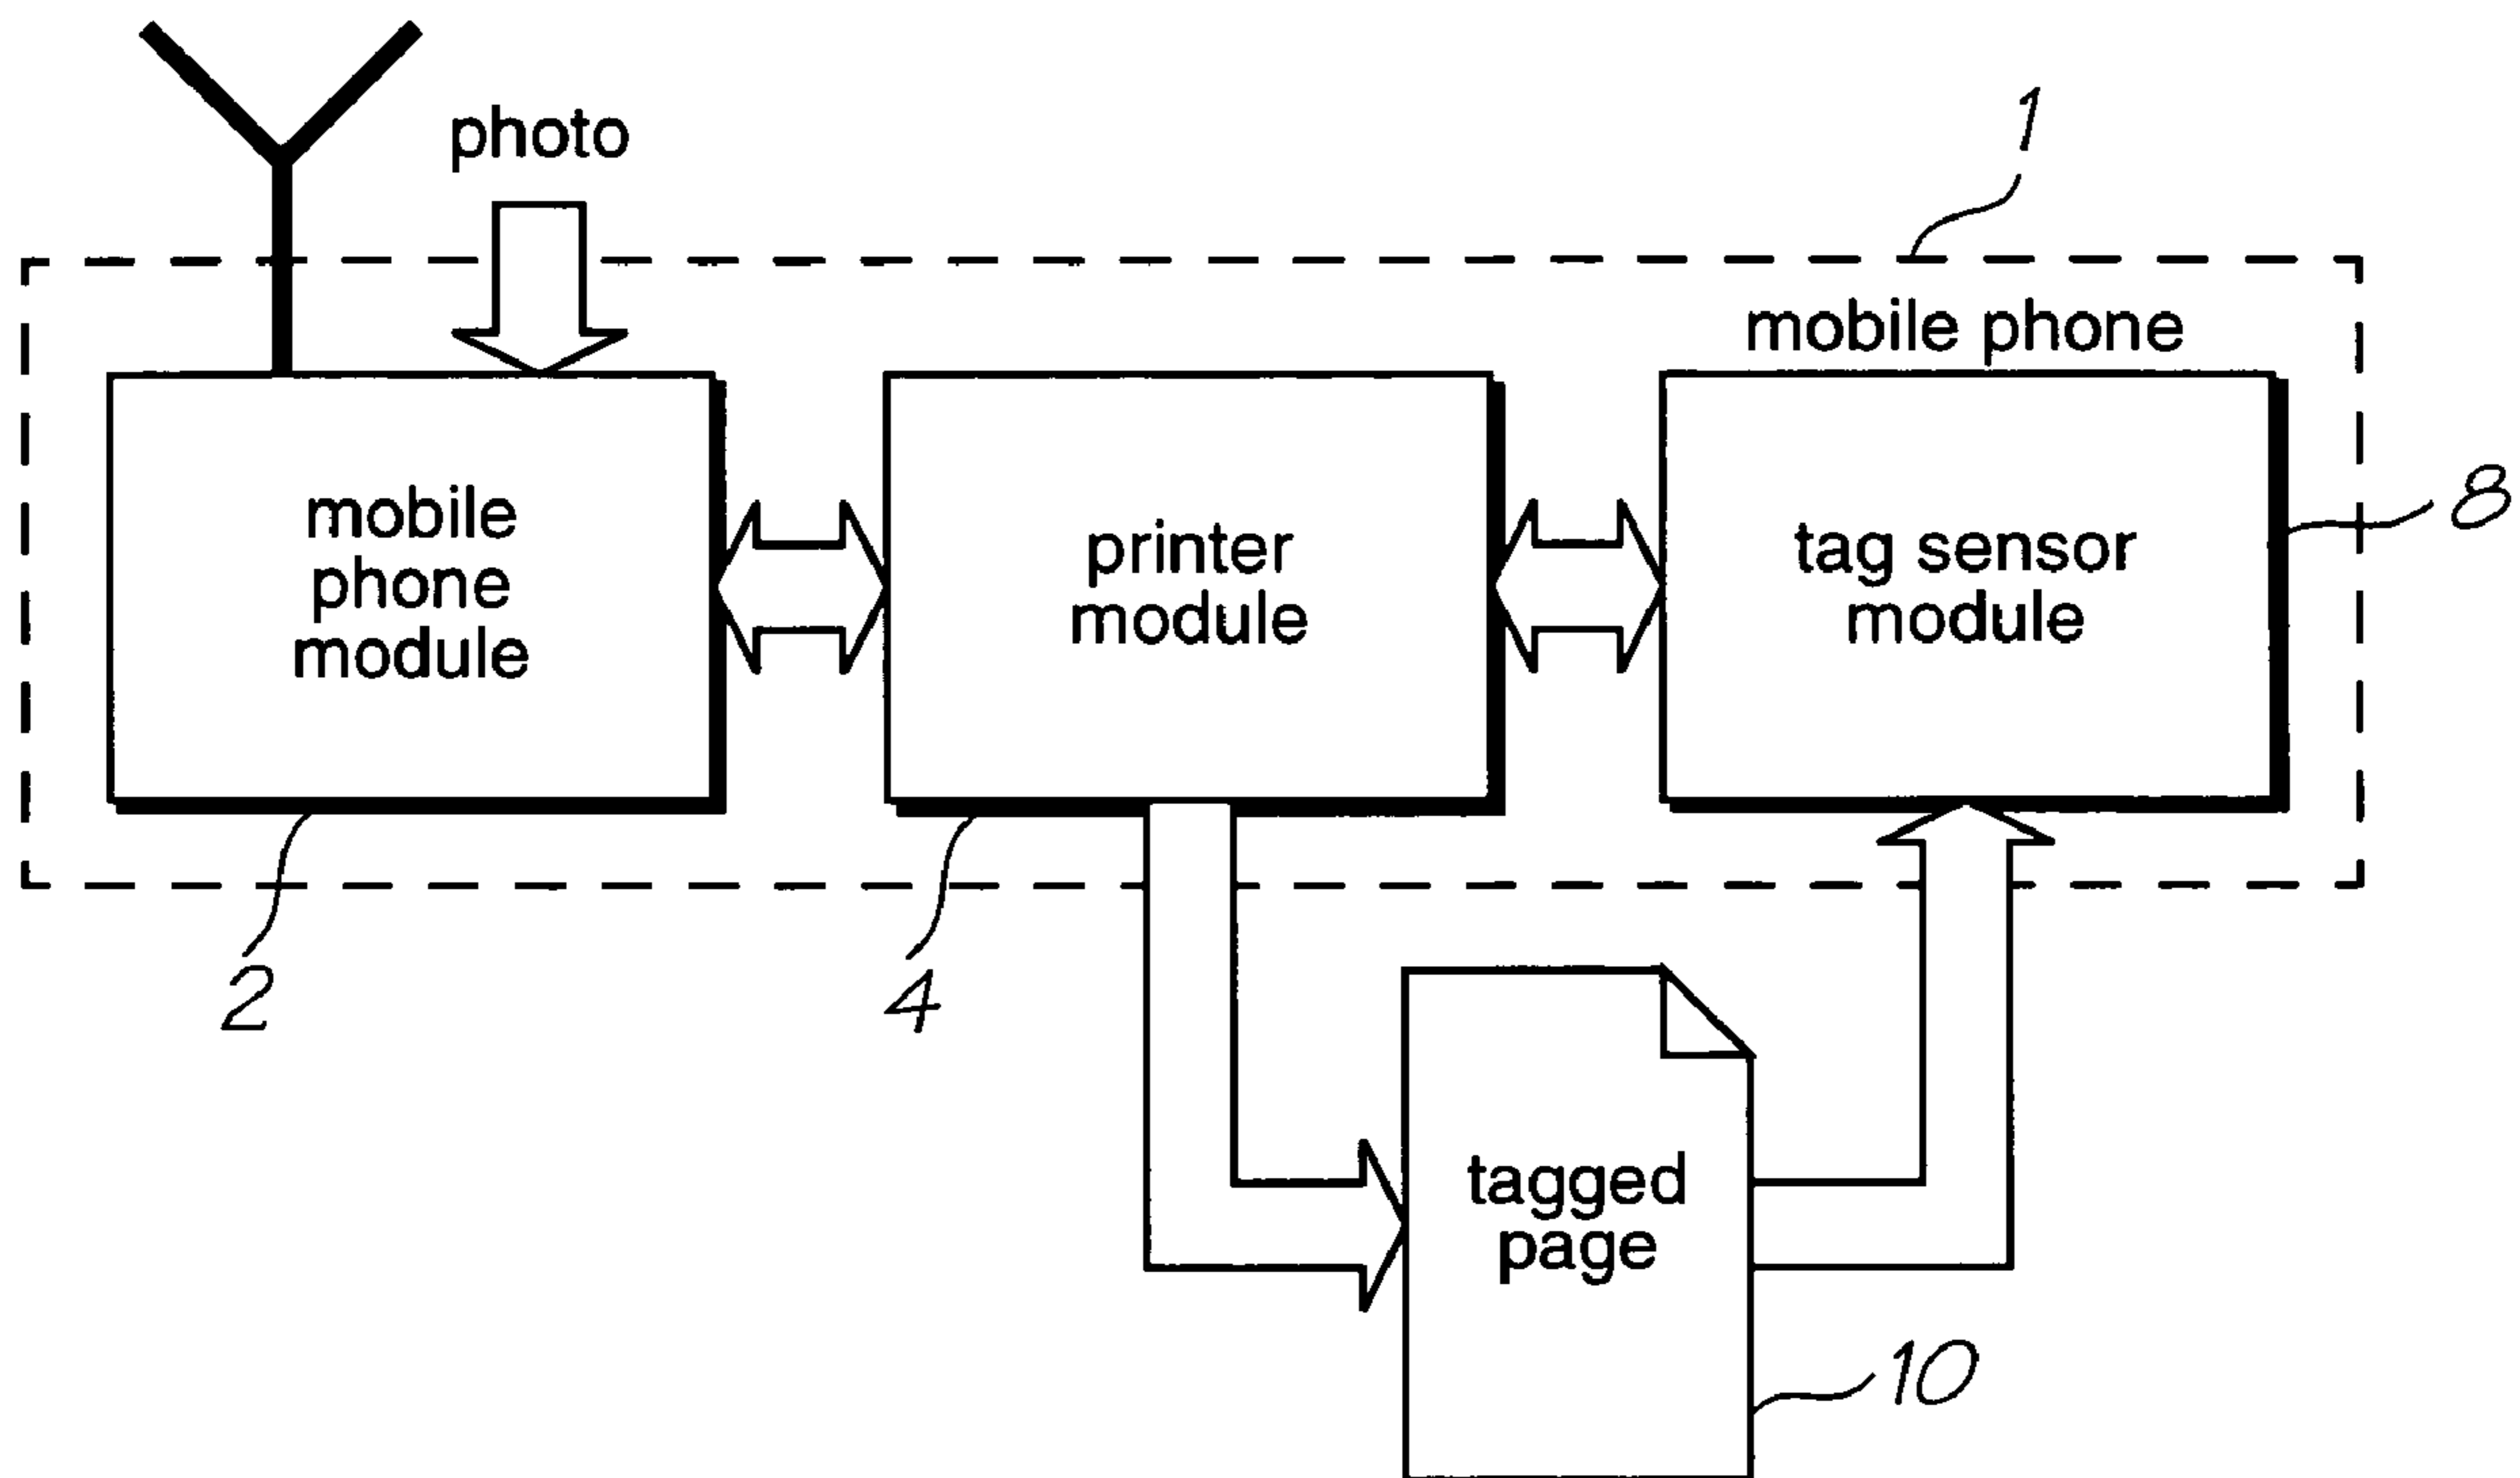 photo
1
mobile phone
mobile
phone
module
printer
module
tag sensor
module
8
2
4
tagged
page
10